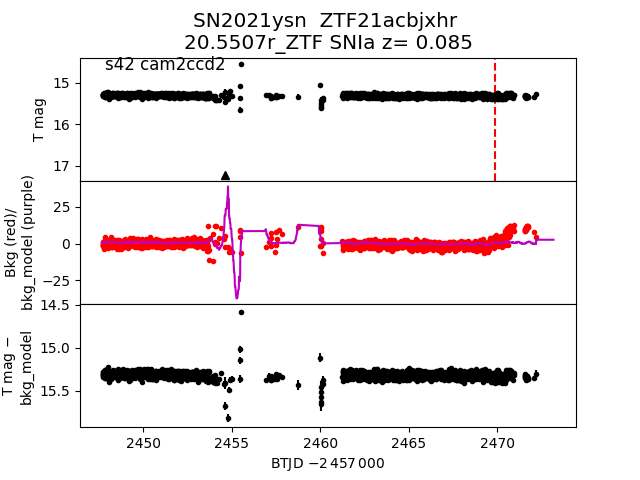 SN2021ysn ZTF21acbjxhr
20.5507r_ZTF SNIa z= 0.085
s42 cam2ccd2
T mag
15
16
17
Bkg (red)/
bkg_model (purple)
25
0
−25
T mag −
bkg_model
14.5
15.0
15.5
2450 2455 2460 2465 2470
BTJD −2 457 000